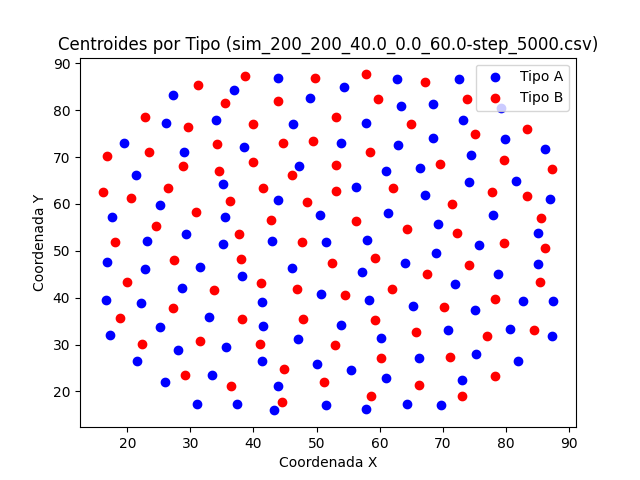 Centroides por Tipo (sim_200_200_40.0_0.0_60.0-step_5000.csv)
Tipo A
Tipo B
Coordenada Y
90
80
70
60
50
40
30
20
20 30 40 50 60 70 80 90
Coordenada X